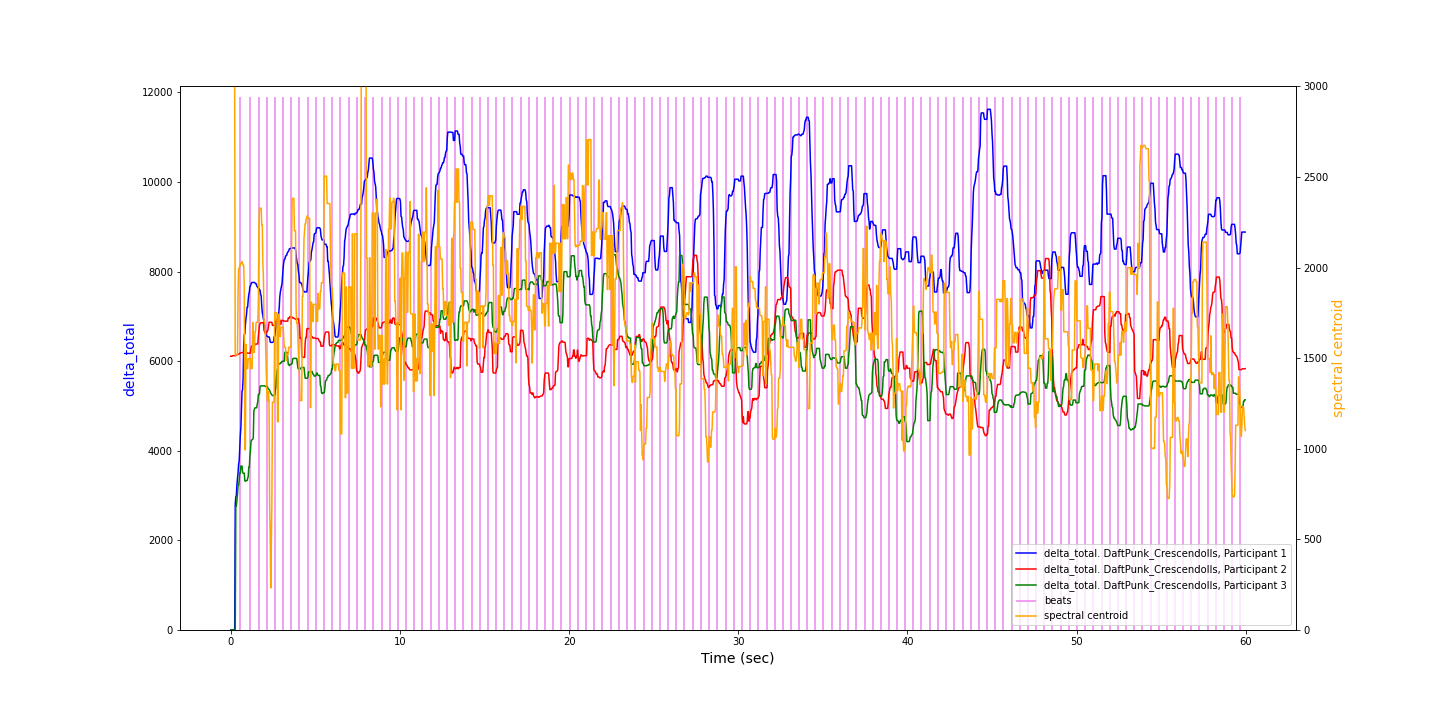 12000
10000
8000
6000
4000
2000
0
delta_total
3000
2500
2000
1500
1000
500
0
spectral centroid
0 10 20 30 40 50 60
Time (sec)
delta_total. DaftPunk_Crescendolls, Participant 1
delta_total. DaftPunk_Crescendolls, Participant 2
delta_total. DaftPunk_Crescendolls, Participant 3
beats
spectral centroid